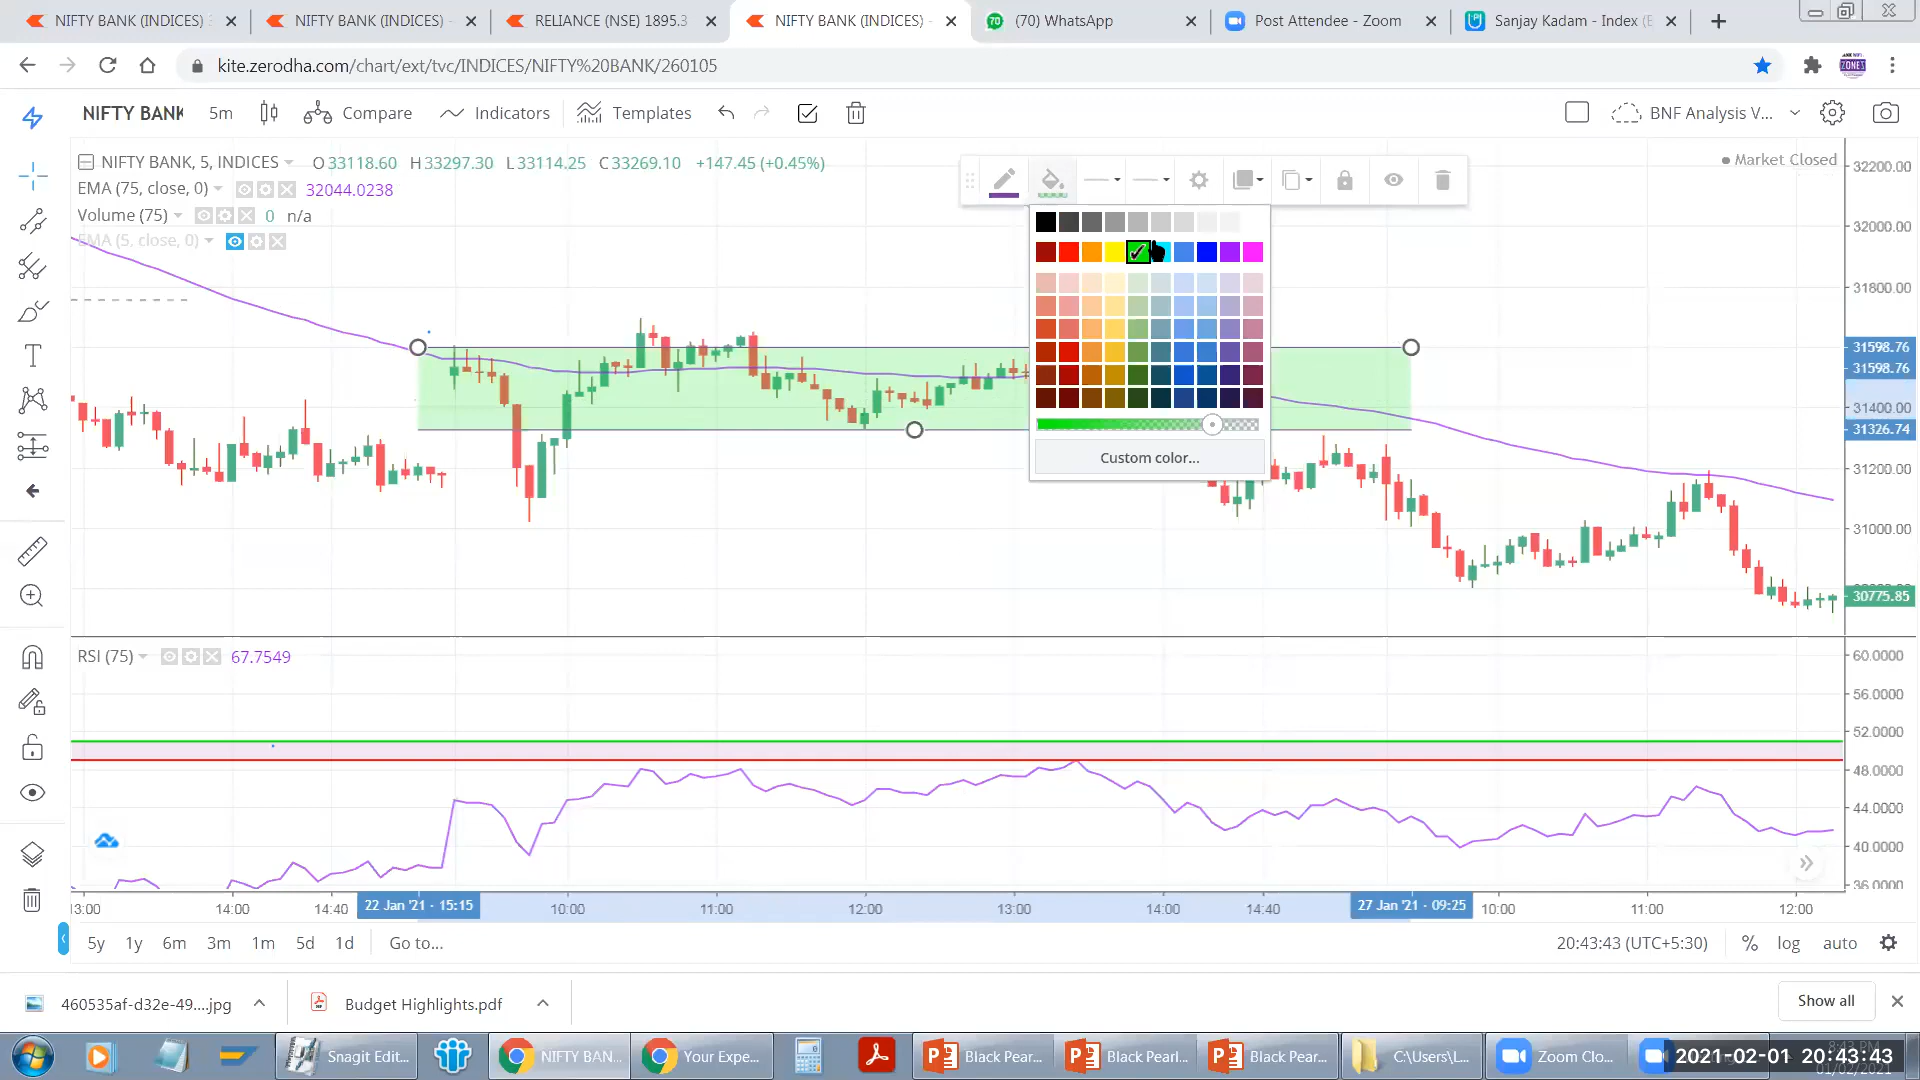 NIFTY BANK (INDICES)
NIFTY BANK (INDICES) -
RELIANCE (NSE) 1895.3
NIFTY BANK (INDICES) -
(70) WhatsApp
Post Attendee - Zoom
Sanjay Kadam - Index (B
kite.zerodha.com/chart/ext/tvc/INDICES/NIFTY%20BANK/260105
NIFTY BANK
5m
Compare
Indicators
Templates
BNF Analysis V...
NIFTY BANK, 5, INDICES
O33118.60 H33297.30 L33114.25 C33269.10 +147.45 (+0.45%)
Market Closed
EMA (75, close, 0)
32044.0238
Volume (75)
0 n/a
EMA (5, close, 0)
Custom color...
32200.00
32000.00
31800.00
31598.76
31598.76
31400.00
31326.74
31200.00
31000.00
30775.85
RSI (75)
67.7549
60.0000
56.0000
52.0000
48.0000
44.0000
40.0000
36.0000
13:00
14:00
14:40
22 Jan '21 - 15:15
10:00
11:00
12:00
13:00
14:00
14:40
27 Jan '21 - 09:25
10:00
11:00
12:00
5y 1y 6m 3m 1m 5d 1d Go to...
20:43:43 (UTC+5:30) % log auto
460535af-d32e-49....jpg
Budget Highlights.pdf
Show all
Snagit Edit...
NIFTY BAN...
Your Expe...
Black Pear...
Black Pearl...
Black Pear...
C:\Users\L...
Zoom Clo...
2021-02-01 20:43:43
01/02/2021